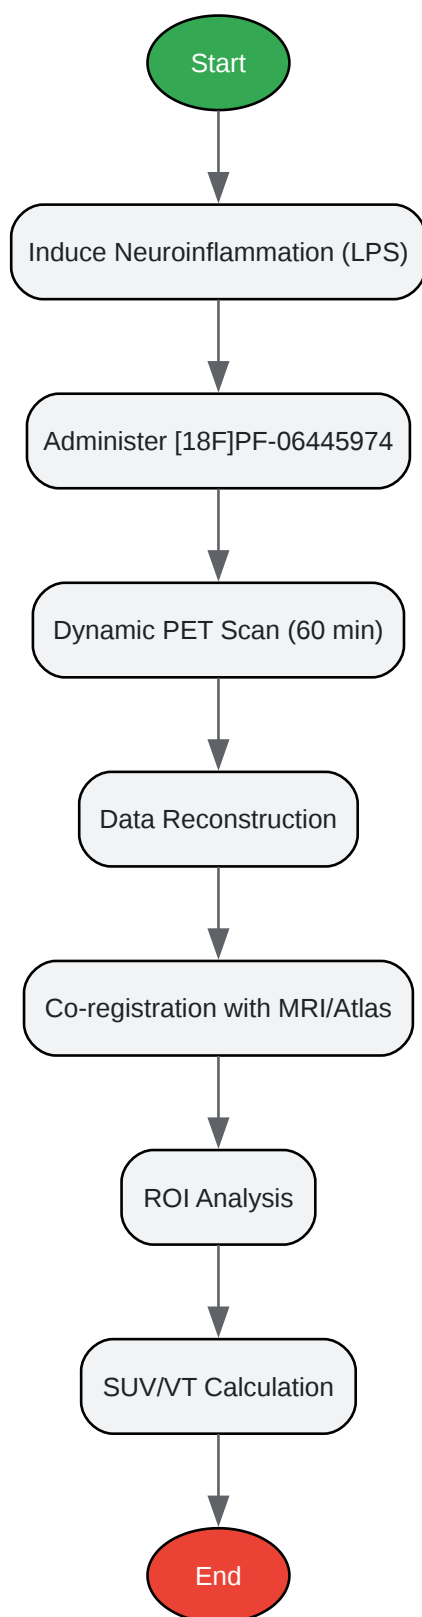 Start
Induce Neuroinflammation (LPS)
Administer [18F]PF-06445974
Dynamic PET Scan (60 min)
Data Reconstruction
Co-registration with MRI/Atlas
ROI Analysis
SUV/VT Calculation
End